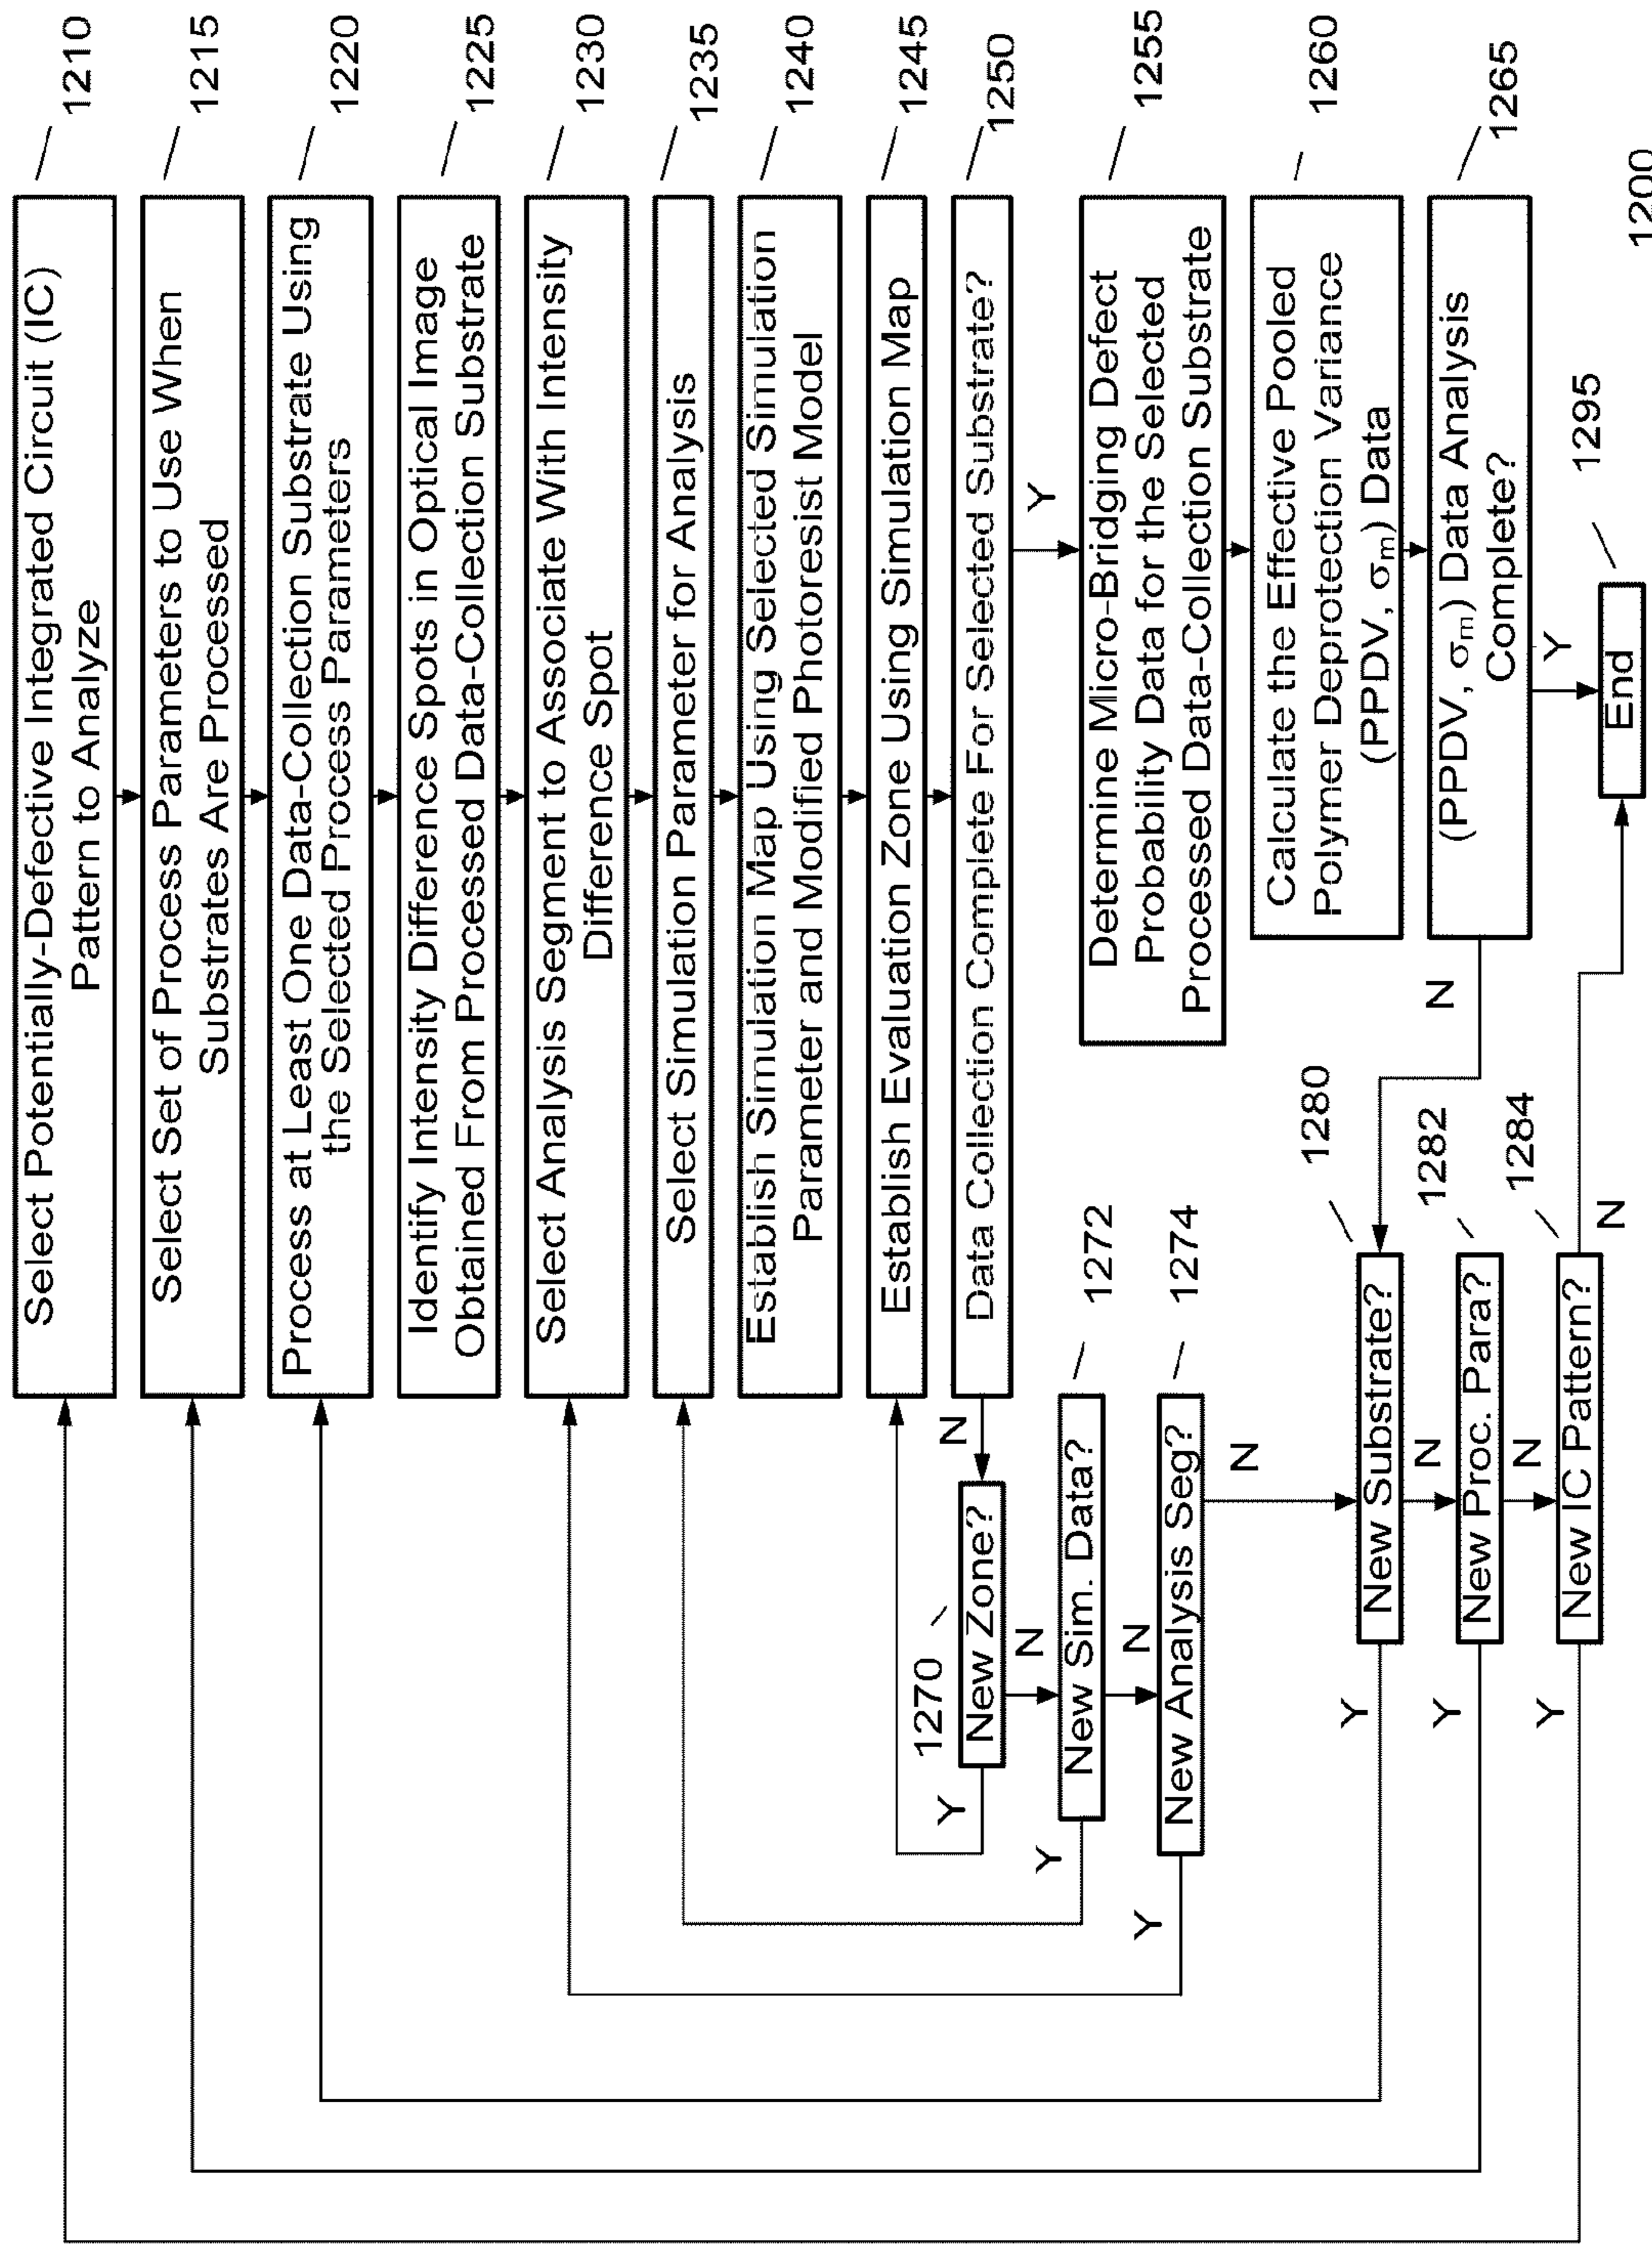 Select Potentially-Defective Integrated Circuit (IC)
Pattern to Analyze
1210
Select Set of Process Parameters to Use When
Substrates Are Processed
1215
Process at Least One Data-Collection Substrate Using
the Selected Process Parameters
1220
Identify Intensity Difference Spots in Optical Image
Obtained From Processed Data-Collection Substrate
1225
Select Analysis Segment to Associate With Intensity
Difference Spot
1230
Select Simulation Parameter for Analysis
1235
Establish Simulation Map Using Selected Simulation
Parameter and Modified Photoresist Model
1240
Establish Evaluation Zone Using Simulation Map
1245
Data Collection Complete For Selected Substrate?
1250
N
Y
1270
New Zone?
Y
N
New Sim. Data?
1272
Y
N
New Analysis Seg?
1274
Y
N
Determine Micro-Bridging Defect
Probability Data for the Selected
Processed Data-Collection Substrate
1255
Calculate the Effective Pooled
Polymer Deprotection Variance
(PPDV, σm) Data
1260
(PPDV, σm) Data Analysis
Complete?
1265
N
Y
New Substrate?
1280
Y
N
New Proc. Para?
1282
Y
N
New IC Pattern?
1284
Y
N
End
1295
1200